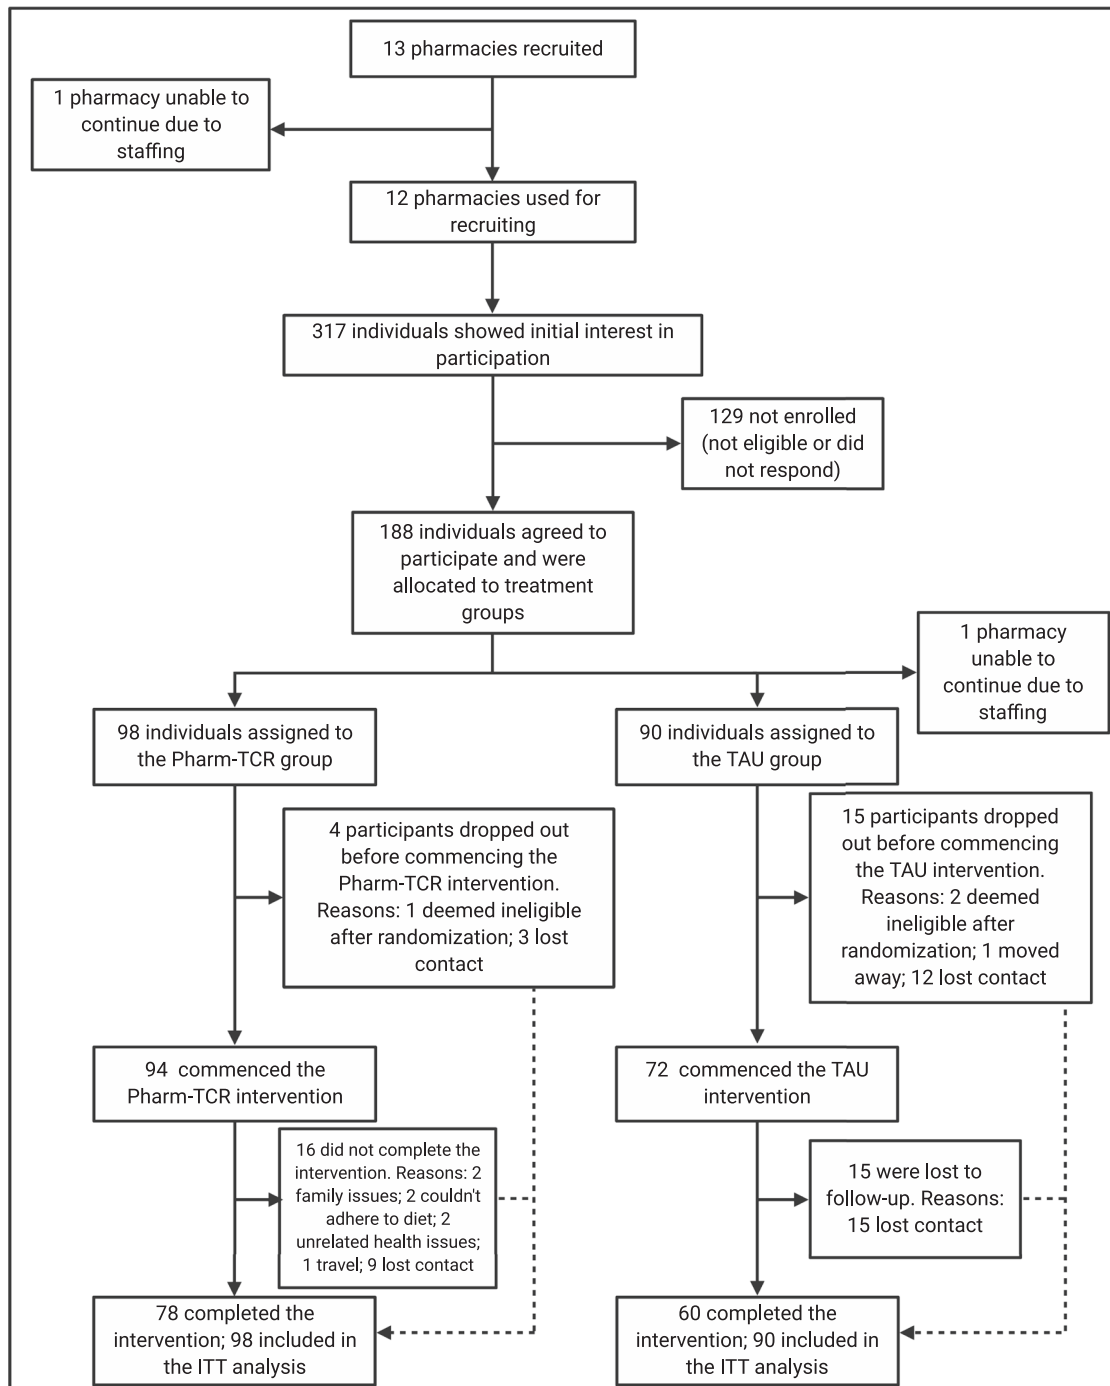 13 pharmacies recruited
1 pharmacy unable to
continue due to
staffing
12 pharmacies used for
recruiting
317 individuals showed initial interest in
participation
129 not enrolled
(not eligible or did
not respond)
188 individuals agreed to
participate and were
allocated to treatment
groups
1 pharmacy
unable to
continue due to
staffing
98 individuals assigned to
the Pharm-TCR group
90 individuals assigned to
the TAU group
4 participants dropped out
before commencing the
Pharm-TCR intervention.
Reasons: 1 deemed ineligible
after randomization; 3 lost
contact
15 participants dropped
out before commencing
the TAU intervention.
Reasons: 2 deemed
ineligible after
randomization; 1 moved
away; 12 lost contact
94 commenced the
Pharm-TCR intervention
72 commenced the TAU
intervention
16 did not complete the
intervention. Reasons: 2
family issues; 2 couldn't
adhere to diet; 2
unrelated health issues;
1 travel; 9 lost contact
15 were lost to
follow-up. Reasons:
15 lost contact
78 completed the
intervention; 98 included in
the ITT analysis
60 completed the
intervention; 90 included in
the ITT analysis